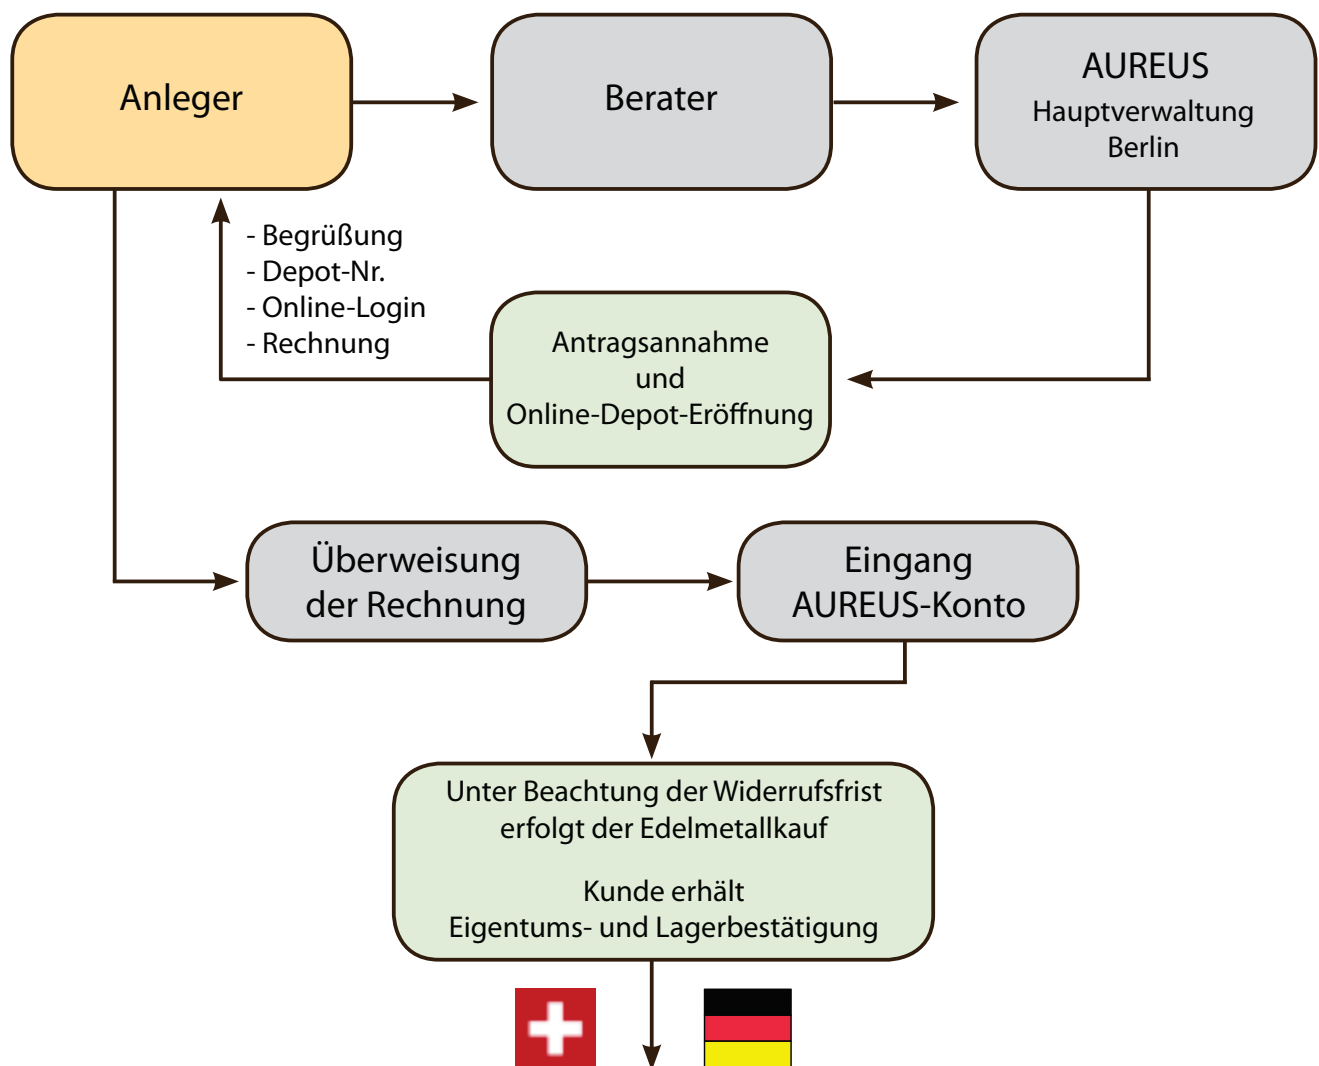 Anleger
Berater
AUREUS
Hauptverwaltung
Berlin
- Begrüßung
- Depot-Nr.
- Online-Login
- Rechnung
Antragsannahme
und
Online-Depot-Eröffnung
Überweisung
der Rechnung
Eingang
AUREUS-Konto
Unter Beachtung der Widerrufsfrist
erfolgt der Edelmetallkauf
Kunde erhält
Eigentums- und Lagerbestätigung